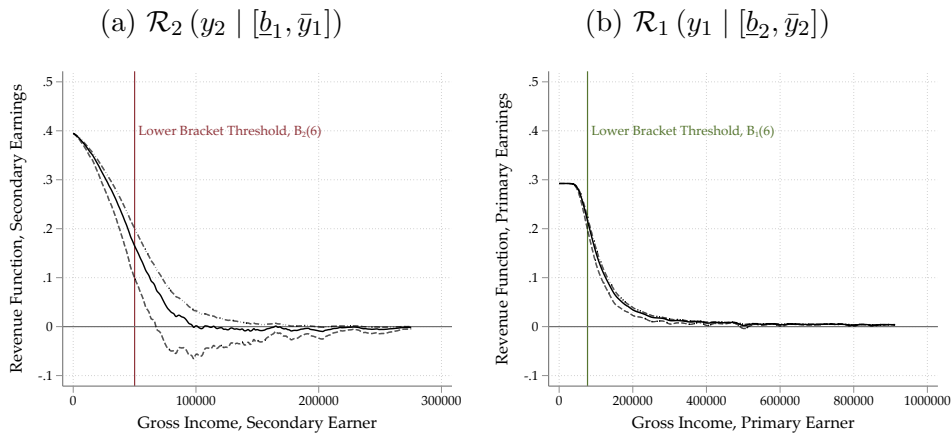 (a) R₂ (y₂ | [b̲₁, ȳ₁])
Revenue Function, Secondary Earnings
.5
.4
.3
.2
.1
0
-.1
Lower Bracket Threshold, B₂(6)
0 100000 200000 300000
Gross Income, Secondary Earner
(b) R₁ (y₁ | [b̲₂, ȳ₂])
Revenue Function, Primary Earnings
.5
.4
.3
.2
.1
0
-.1
Lower Bracket Threshold, B₁(6)
0 200000 400000 600000 800000 1000000
Gross Income, Primary Earner